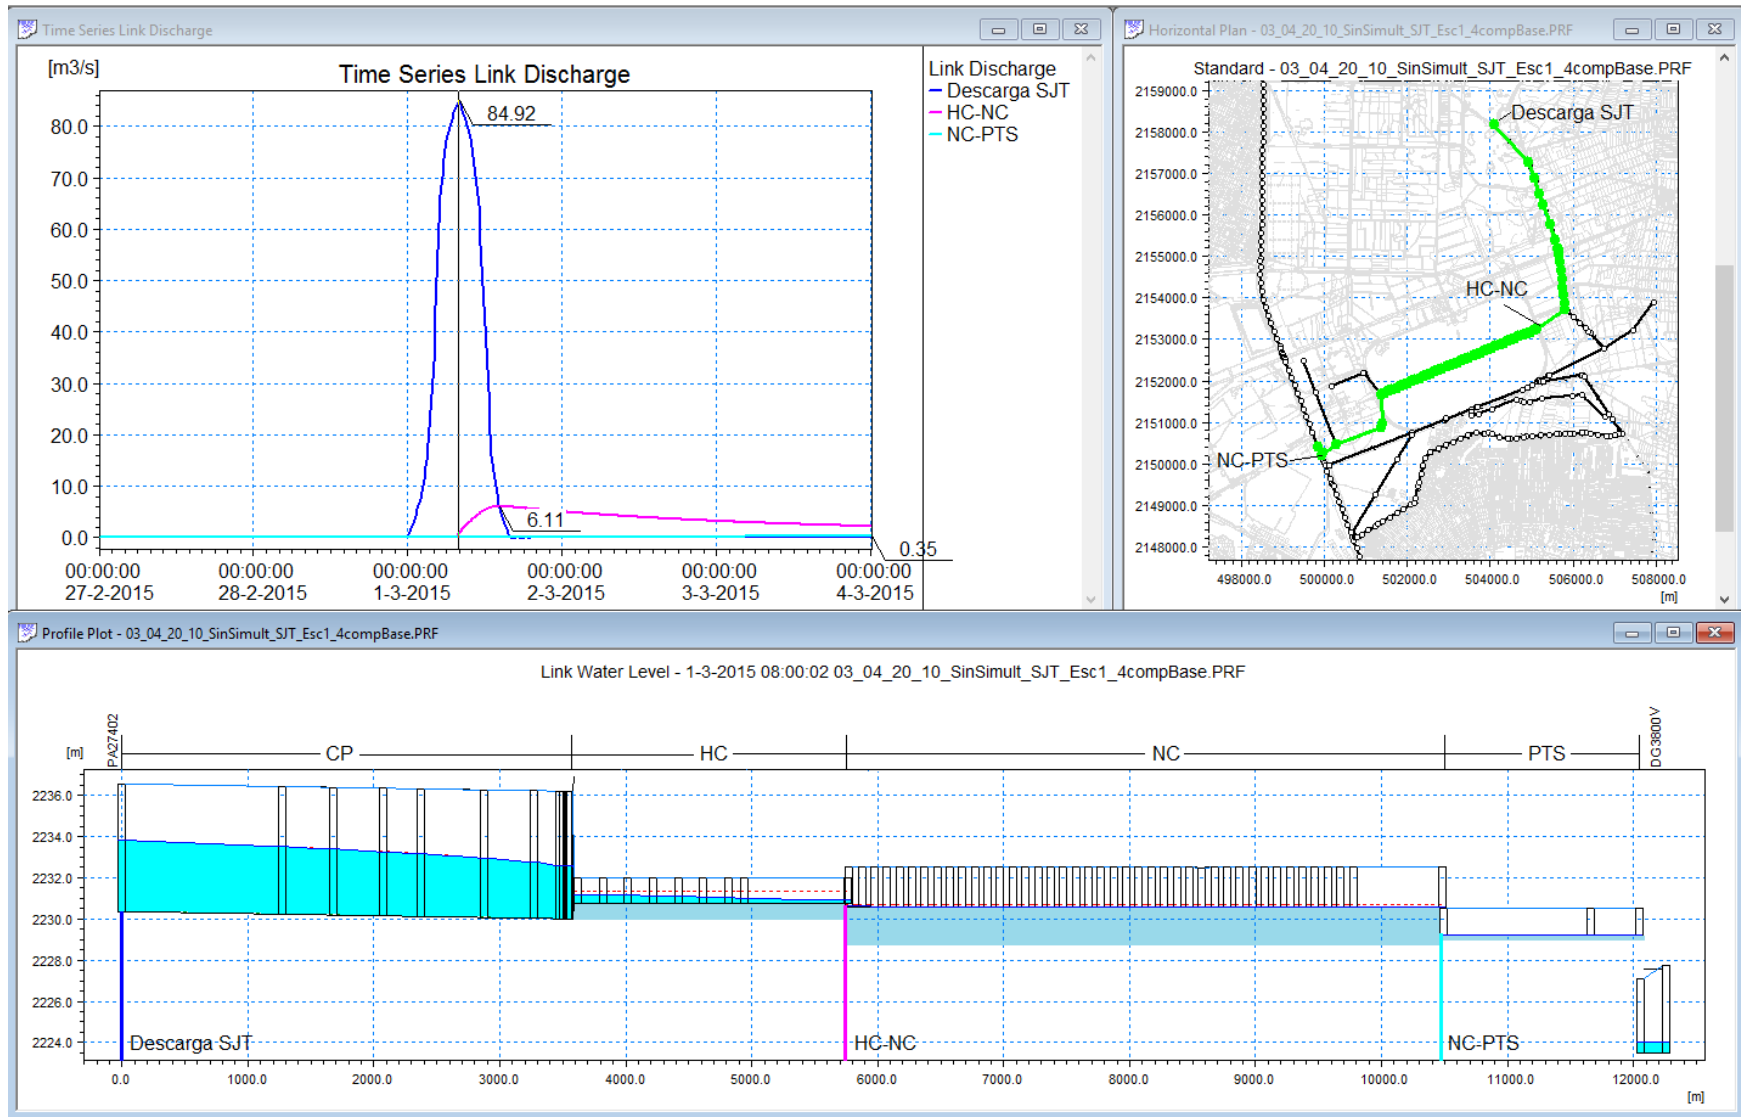 Time Series Link Discharge
[m3/s]
Time Series Link Discharge
80.0
70.0
60.0
50.0
40.0
30.0
20.0
10.0
0.0
84.92
6.11
0.35
00:00:00 00:00:00 00:00:00 00:00:00 00:00:00 00:00:00
27-2-2015 28-2-2015 1-3-2015 2-3-2015 3-3-2015 4-3-2015
Link Discharge
Descarga SJT
HC-NC
NC-PTS
Horizontal Plan - 03_04_20_10_SinSimult_SJT_Esc1_4compBase.PRF
Standard - 03_04_20_10_SinSimult_SJT_Esc1_4compBase.PRF
2159000.0
2158000.0
2157000.0
2156000.0
2155000.0
2154000.0
2153000.0
2152000.0
2151000.0
2150000.0
2149000.0
2148000.0
Descarga SJT
HC-NC
NC-PTS
498000.0 500000.0 502000.0 504000.0 506000.0 508000.0
[m]
Profile Plot - 03_04_20_10_SinSimult_SJT_Esc1_4compBase.PRF
Link Water Level - 1-3-2015 08:00:02 03_04_20_10_SinSimult_SJT_Esc1_4compBase.PRF
[m]
PA27402
CP HC NC PTS
DG3800V
2236.0
2234.0
2232.0
2230.0
2228.0
2226.0
2224.0
Descarga SJT HC-NC NC-PTS
0.0 1000.0 2000.0 3000.0 4000.0 5000.0 6000.0 7000.0 8000.0 9000.0 10000.0 11000.0 12000.0
[m]